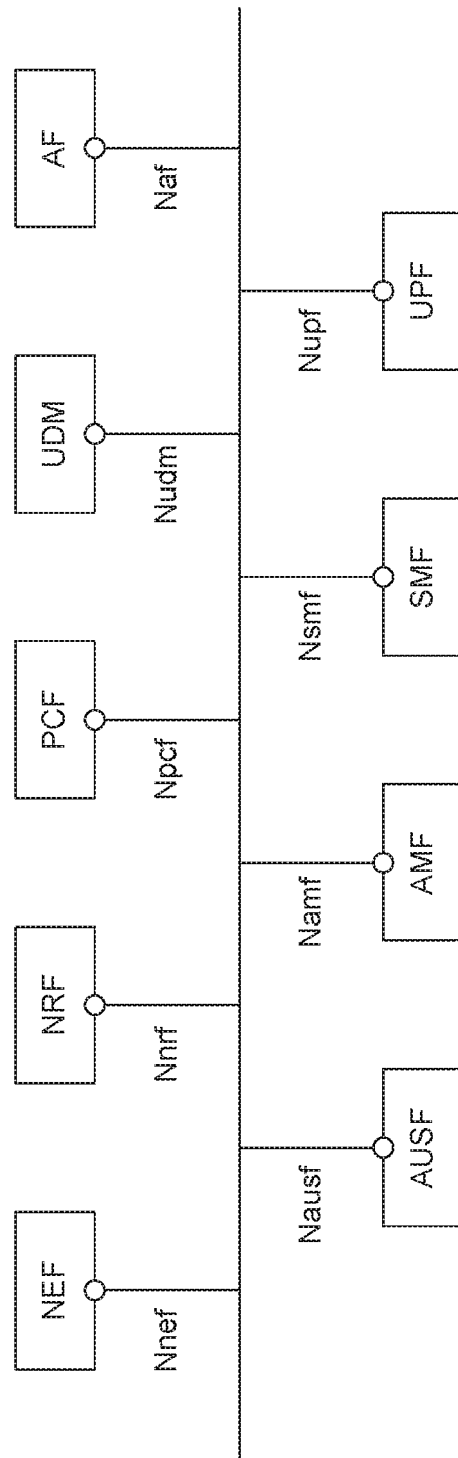 NEF
NRF
PCF
UDM
AF
Nnef
Nnrf
Npcf
Nudm
Naf
Nausf
Namf
Nsmf
Nupf
AUSF
AMF
SMF
UPF